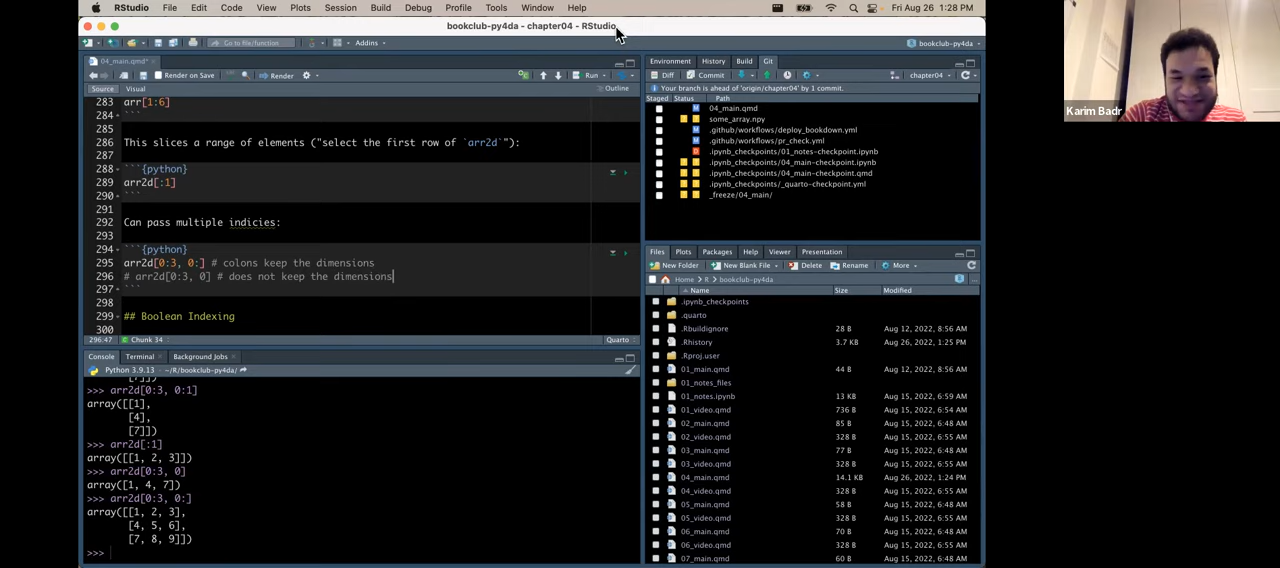 RStudio File Edit Code View Plots Session Build Debug Profile Tools Window Help Fri Aug 26 1:28 PM
bookclub-py4da - chapter04 - RStudio
Go to file/function Addins bookclub-py4da
04_main.qmd*
Render on Save Render Run
Source Visual Outline
283 arr[1:6]
284 ```
285
286 This slices a range of elements ("select the first row of `arr2d`"):
287
288 ```{python}
289 arr2d[:1]
290 ```
291
292 Can pass multiple indicies:
293
294 ```{python}
295 arr2d[0:3, 0:] # colons keep the dimensions
296 # arr2d[0:3, 0] # does not keep the dimensions
297 ```
298
299 ## Boolean Indexing
300
296:47 Chunk 34 Quarto
Console Terminal Background Jobs
Python 3.9.13 · ~/R/bookclub-py4da/
[7]])
>>> arr2d[0:3, 0:1]
array([[1],
[4],
[7]])
>>> arr2d[:1]
array([[1, 2, 3]])
>>> arr2d[0:3, 0]
array([1, 4, 7])
>>> arr2d[0:3, 0:]
array([[1, 2, 3],
[4, 5, 6],
[7, 8, 9]])
>>>
Environment History Build Git
Diff Commit chapter04
Your branch is ahead of 'origin/chapter04' by 1 commit.
Staged Status Path
M 04_main.qmd
? ? some_array.npy
M .github/workflows/deploy_bookdown.yml
M .github/workflows/pr_check.yml
D .ipynb_checkpoints/01_notes-checkpoint.ipynb
? ? .ipynb_checkpoints/04_main-checkpoint.ipynb
? ? .ipynb_checkpoints/04_main-checkpoint.qmd
? ? .ipynb_checkpoints/_quarto-checkpoint.yml
? ? _freeze/04_main/
Files Plots Packages Help Viewer Presentation
New Folder New Blank File Delete Rename More
Home R bookclub-py4da
Name Size Modified
.ipynb_checkpoints
.quarto
.Rbuildignore 28 B Aug 12, 2022, 8:56 AM
.Rhistory 3.7 KB Aug 26, 2022, 1:25 PM
.Rproj.user
01_main.qmd 44 B Aug 12, 2022, 8:56 AM
01_notes_files
01_notes.ipynb 13 KB Aug 15, 2022, 6:59 AM
01_video.qmd 736 B Aug 15, 2022, 6:54 AM
02_main.qmd 85 B Aug 15, 2022, 6:48 AM
02_video.qmd 328 B Aug 15, 2022, 6:55 AM
03_main.qmd 77 B Aug 15, 2022, 6:48 AM
03_video.qmd 328 B Aug 15, 2022, 6:55 AM
04_main.qmd 14.1 KB Aug 26, 2022, 1:24 PM
04_video.qmd 328 B Aug 15, 2022, 6:55 AM
05_main.qmd 58 B Aug 15, 2022, 6:48 AM
05_video.qmd 328 B Aug 15, 2022, 6:55 AM
06_main.qmd 70 B Aug 15, 2022, 6:48 AM
06_video.qmd 328 B Aug 15, 2022, 6:55 AM
07_main.qmd 60 B Aug 15, 2022, 6:48 AM
Karim Badr